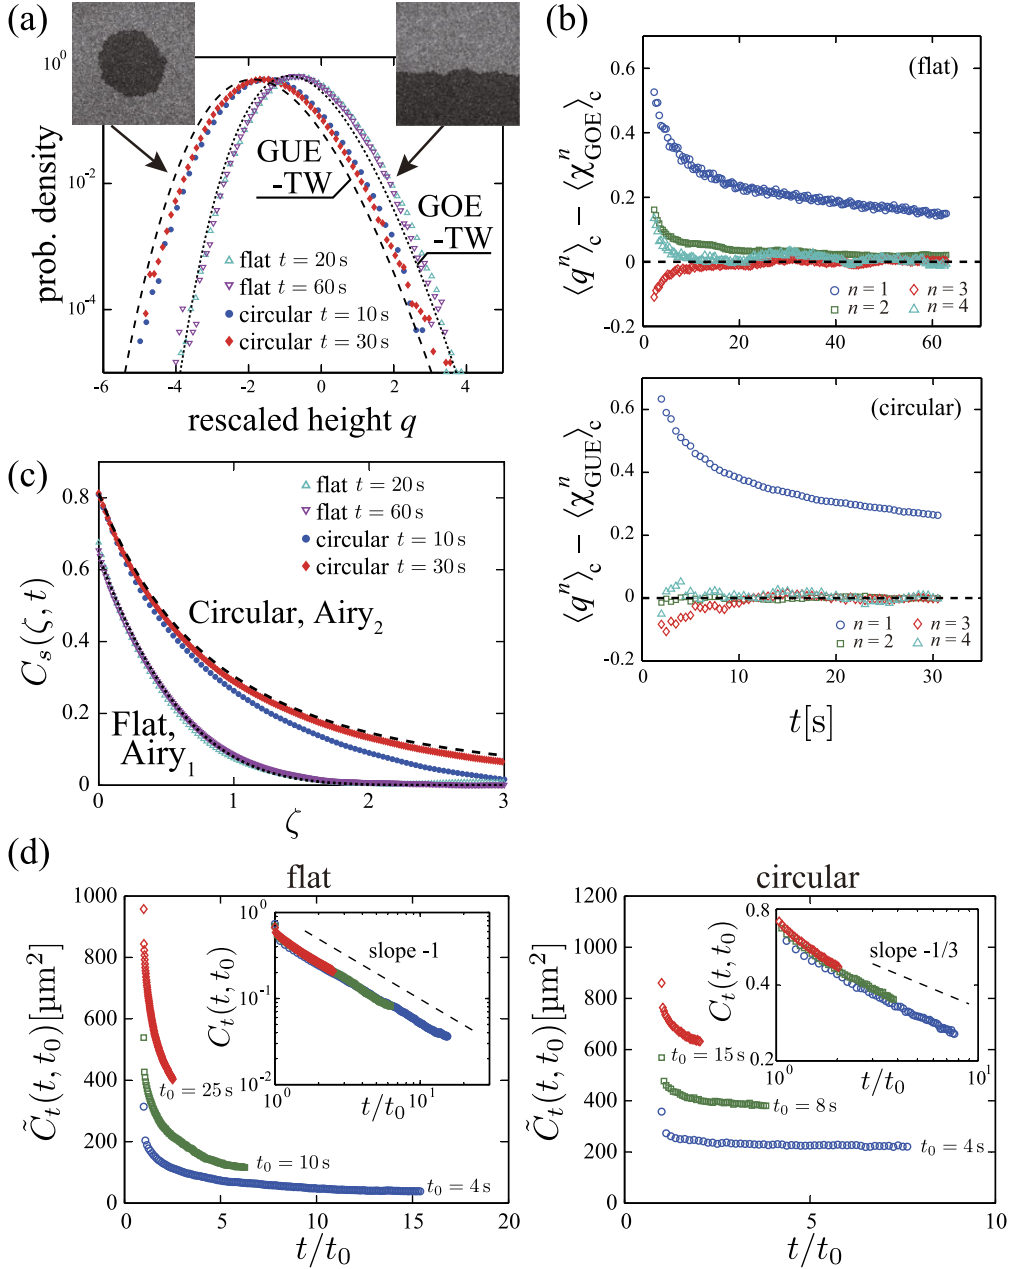 (a)
10^0
10^-2
10^-4
prob. density
GUE
-TW
GOE
-TW
flat t = 20 s
flat t = 60 s
circular t = 10 s
circular t = 30 s
-6 -4 -2 0 2 4
rescaled height q
(b)
0.6
0.4
0.2
0
-0.2
⟨q^n⟩_c − ⟨χ^n_GOE⟩_c
(flat)
n = 1
n = 2
n = 3
n = 4
0 20 40 60
0.6
0.4
0.2
0
-0.2
⟨q^n⟩_c − ⟨χ^n_GUE⟩_c
(circular)
n = 1
n = 2
n = 3
n = 4
0 10 20 30
t[s]
(c)
0.8
0.6
0.4
0.2
0
C_s(ζ, t)
flat t = 20 s
flat t = 60 s
circular t = 10 s
circular t = 30 s
Circular, Airy_2
Flat,
Airy_1
0 1 2 3
ζ
(d)
flat
1000
800
600
400
200
0
C̃_t(t, t_0)[µm^2]
10^0
10^-1
10^-2
C_t(t, t_0)
slope -1
10^0 10^1
t/t_0
t_0 = 25 s
t_0 = 10 s
t_0 = 4 s
0 5 10 15 20
t/t_0
circular
1200
1000
800
600
400
200
0
C̃_t(t, t_0)[µm^2]
0.8
0.4
0.2
C_t(t, t_0)
slope -1/3
10^0 10^1
t/t_0
t_0 = 15 s
t_0 = 8 s
t_0 = 4 s
0 5 10
t/t_0